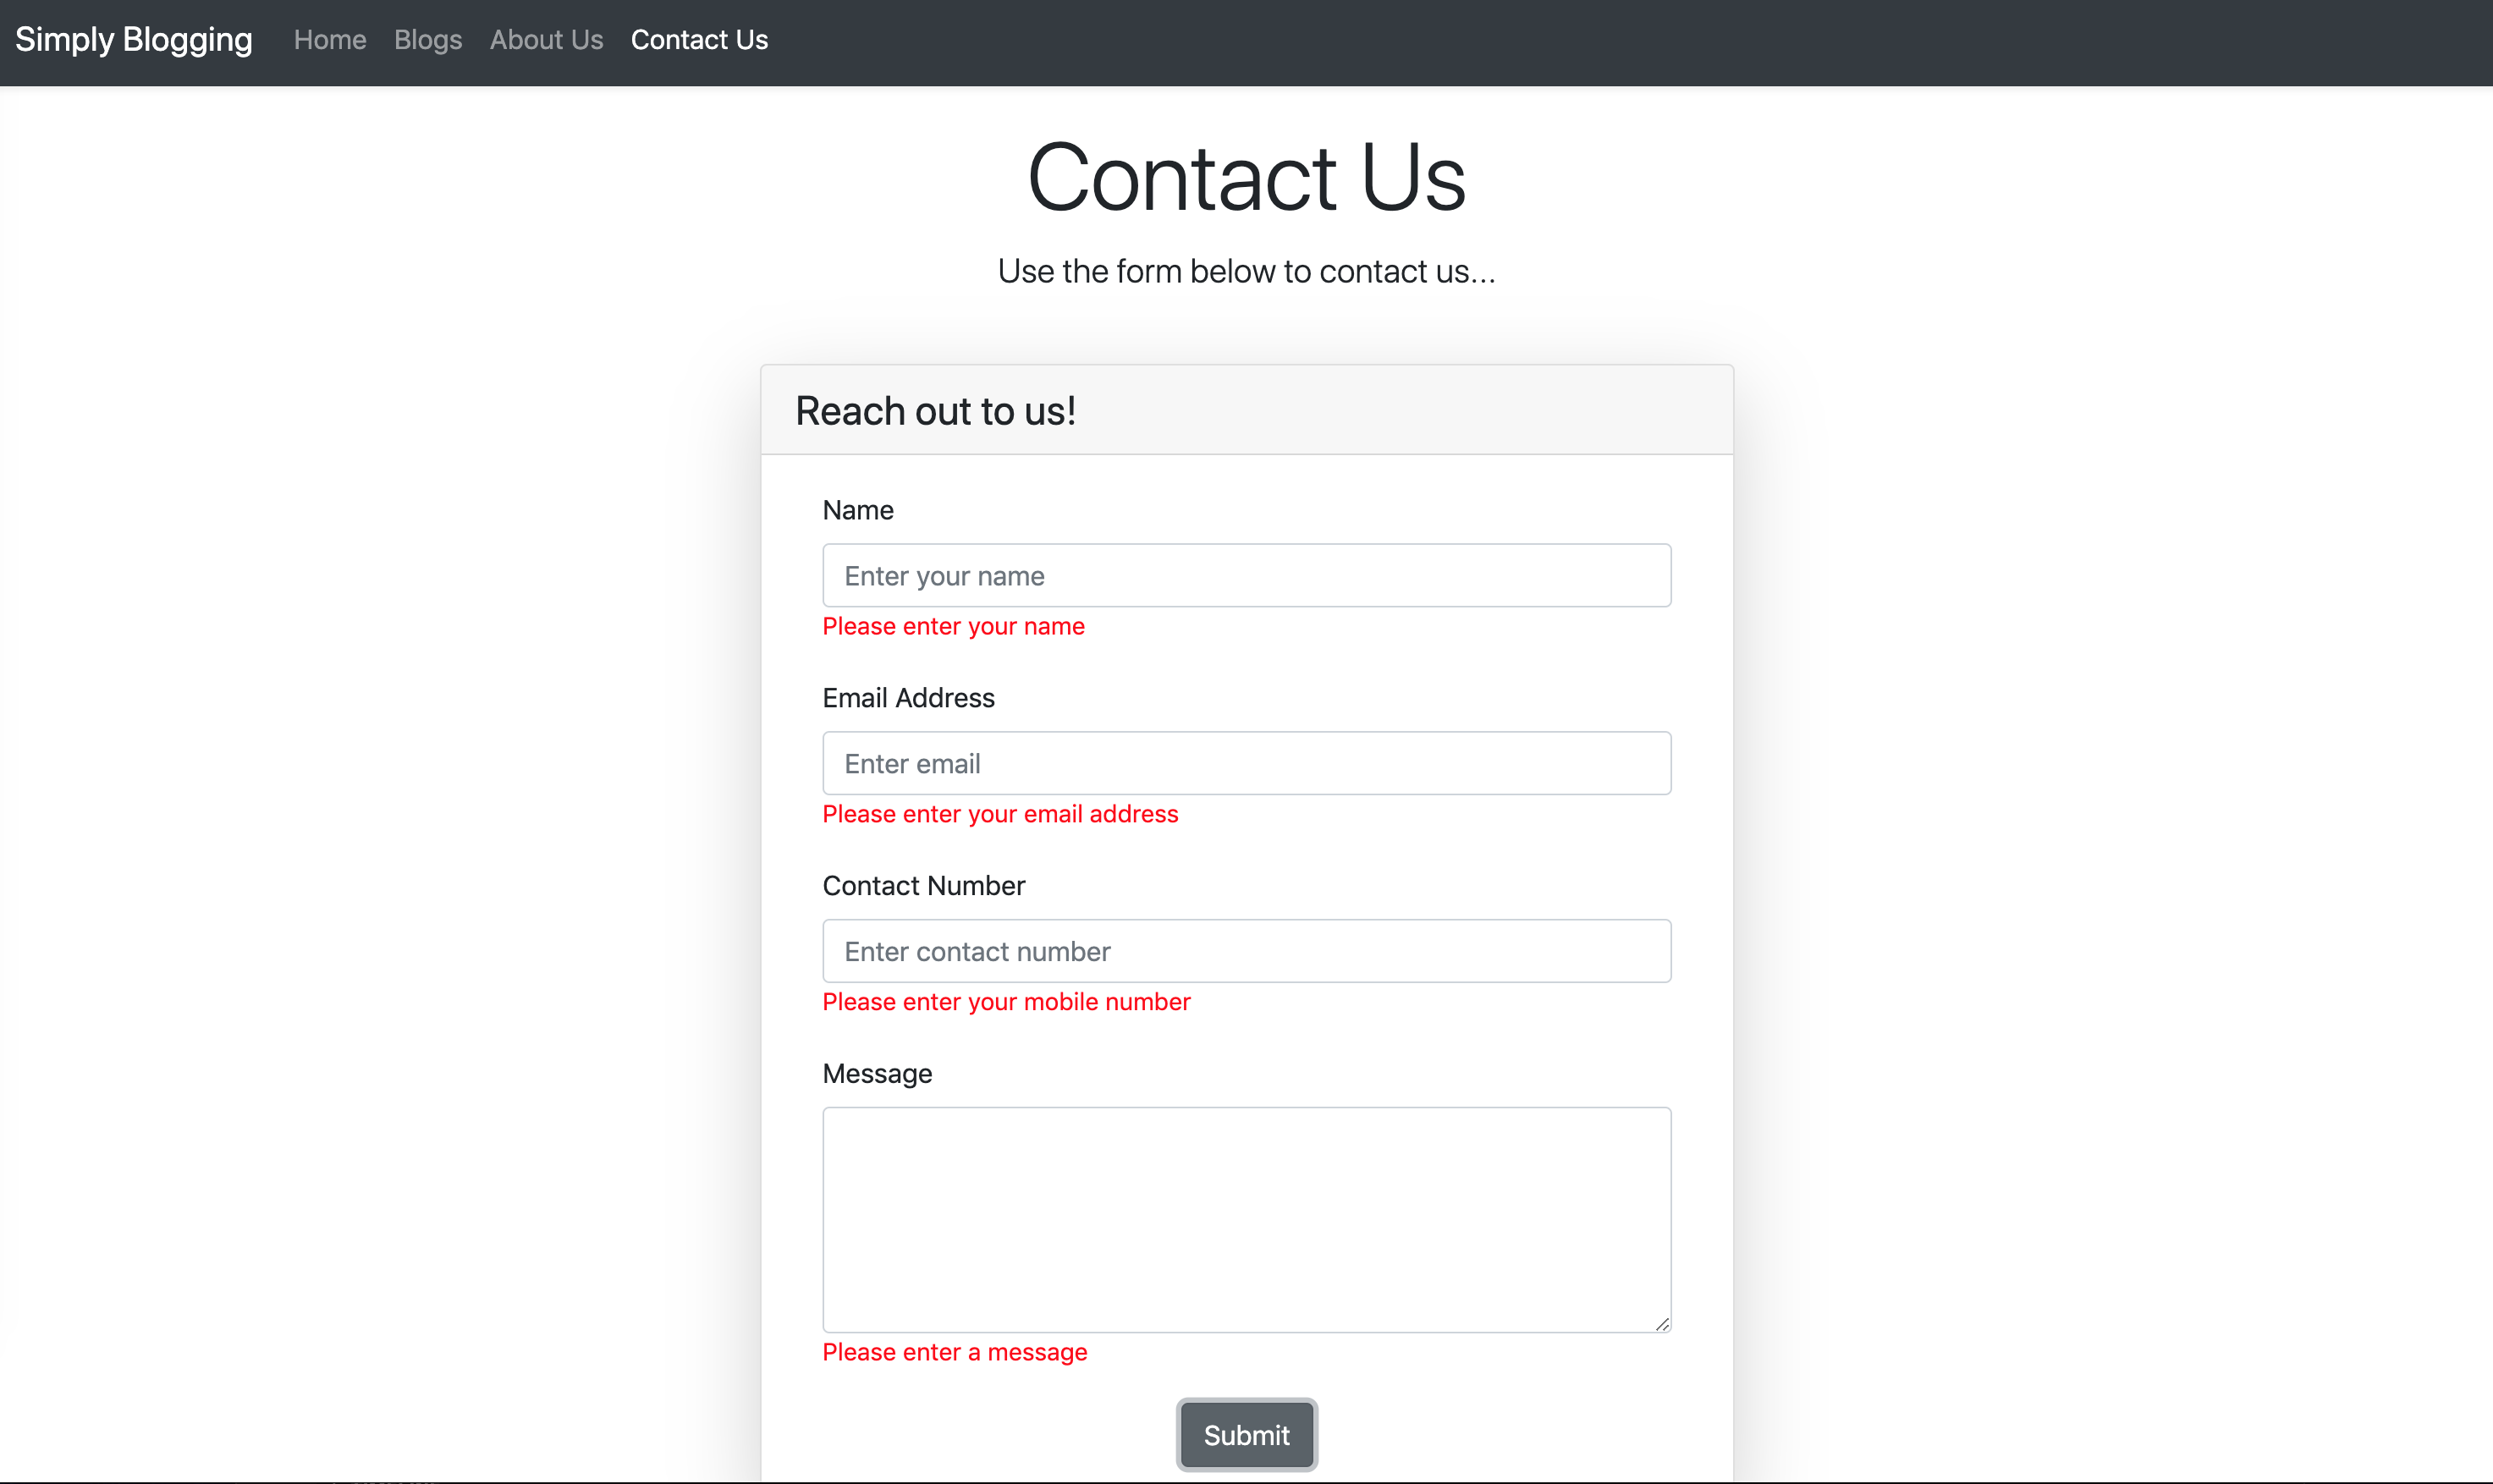 Simply Blogging Home Blogs About Us Contact Us
Contact Us
Use the form below to contact us...
Reach out to us!
Name
Enter your name
Please enter your name
Email Address
Enter email
Please enter your email address
Contact Number
Enter contact number
Please enter your mobile number
Message
Please enter a message
Submit